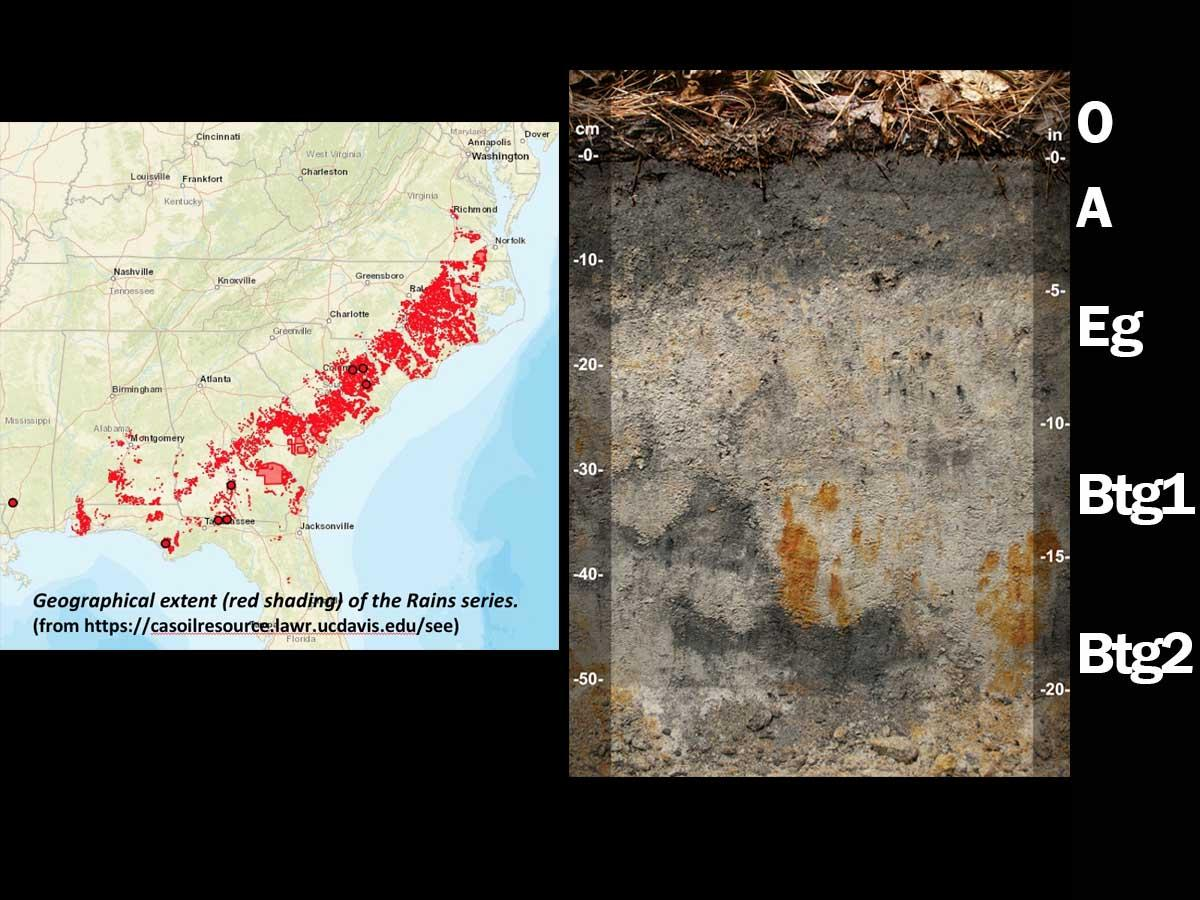 Maryland
Dover
Cincinnati
Annapolis
Washington
West Virginia
Louisville
Frankfort
Charleston
Kentucky
Virginia
Richmond
Norfolk
Nashville
Knoxville
Greensboro
Tennessee
Charlotte
Greenville
Atlanta
Birmingham
Mississippi
Alabama
Montgomery
Jacksonville
Geographical extent (red shading) of the Rains series.
(from https://casoilresource.lawr.ucdavis.edu/see)
Florida
cm
in
-0-
-0-
-10-
-5-
-20-
-10-
-30-
-15-
-40-
-50-
-20-
O
A
Eg
Btg1
Btg2